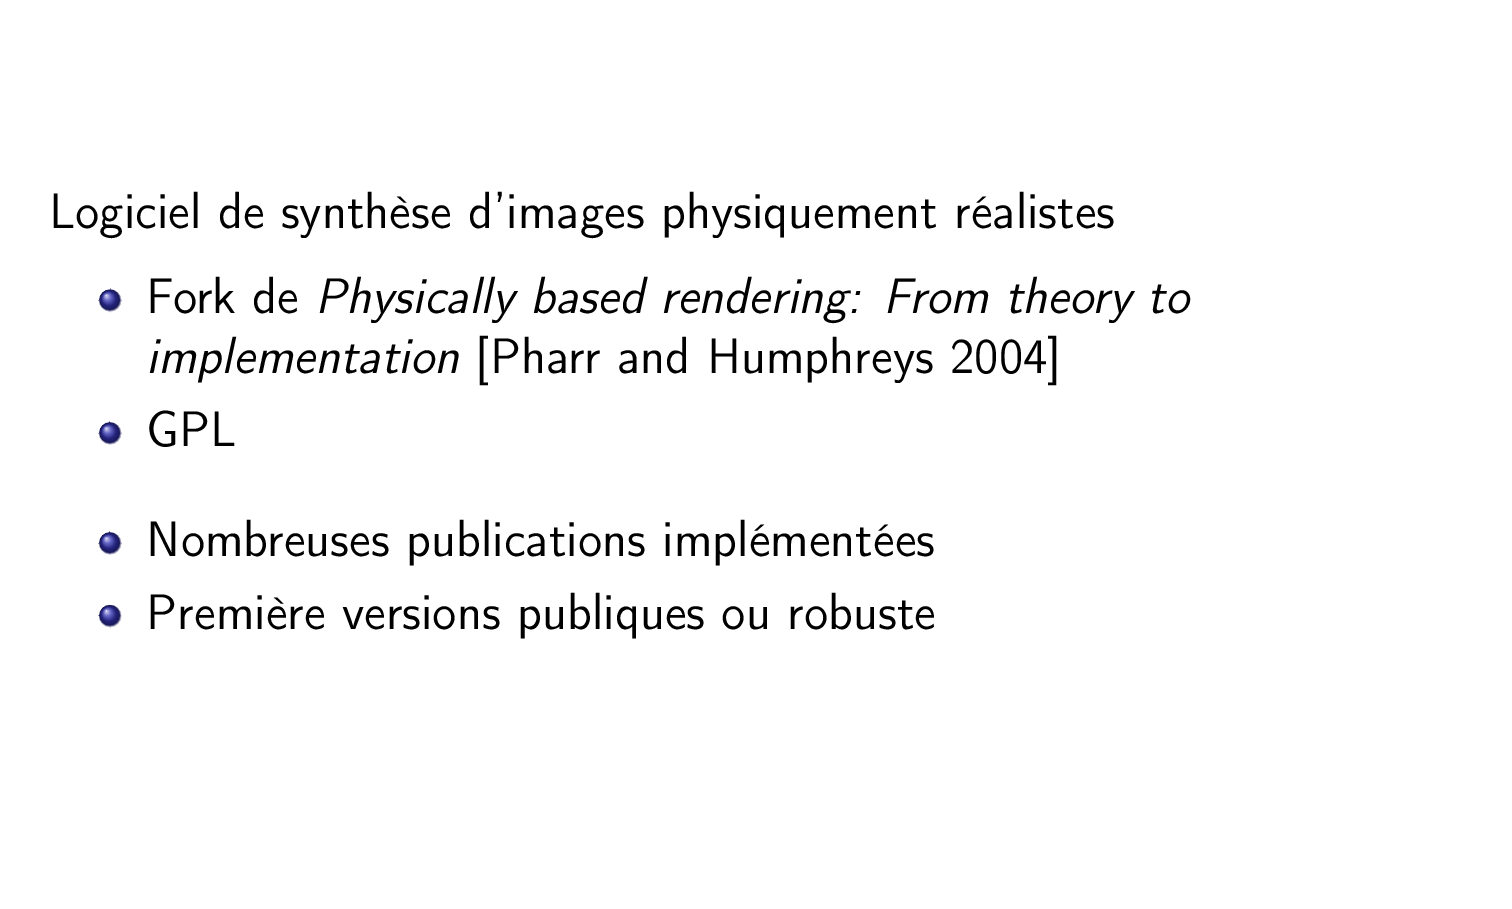 Logiciel de synthèse d'images physiquement réalistes
Fork de Physically based rendering: From theory to
implementation [Pharr and Humphreys 2004]
GPL
Nombreuses publications implémentées
Première versions publiques ou robuste